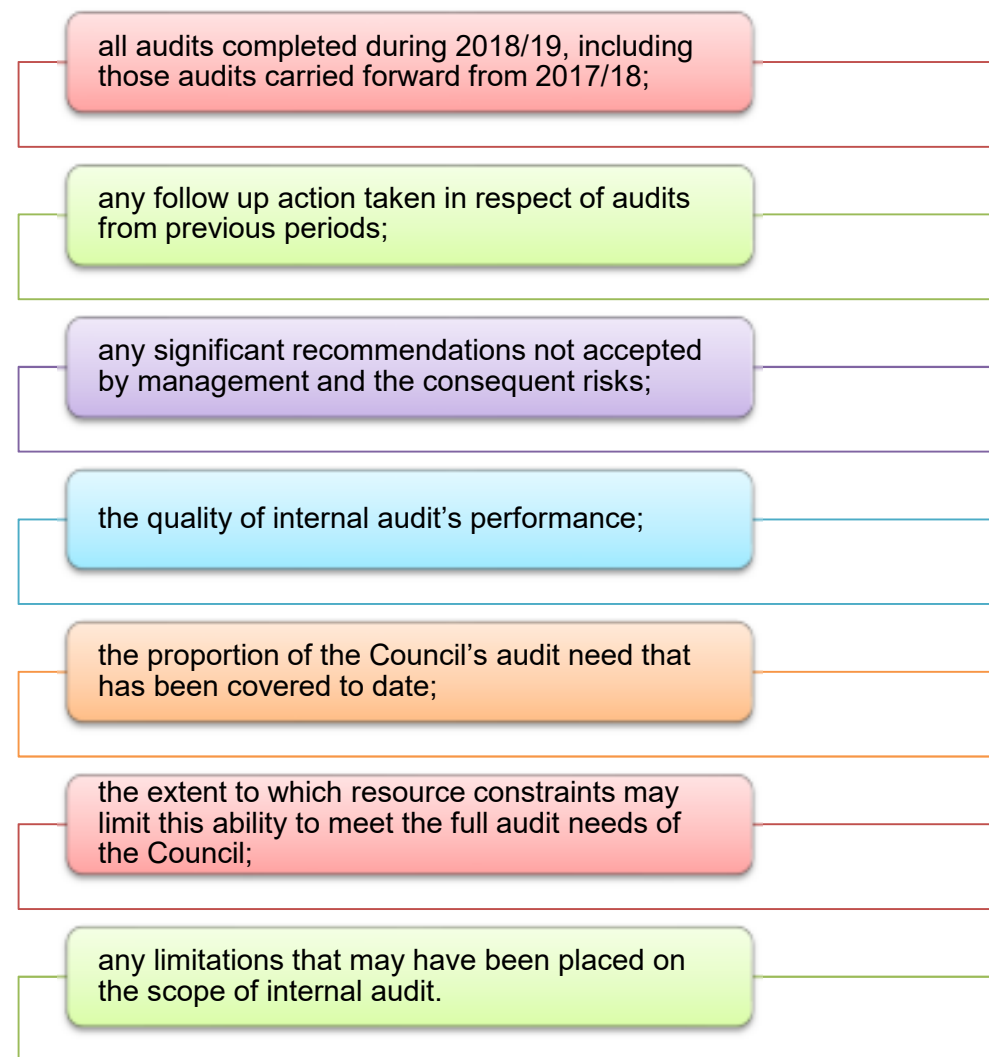 all audits completed during 2018/19, including
those audits carried forward from 2017/18;
any follow up action taken in respect of audits
from previous periods;
any significant recommendations not accepted
by management and the consequent risks;
the quality of internal audit’s performance;
the proportion of the Council’s audit need that
has been covered to date;
the extent to which resource constraints may
limit this ability to meet the full audit needs of
the Council;
any limitations that may have been placed on
the scope of internal audit.